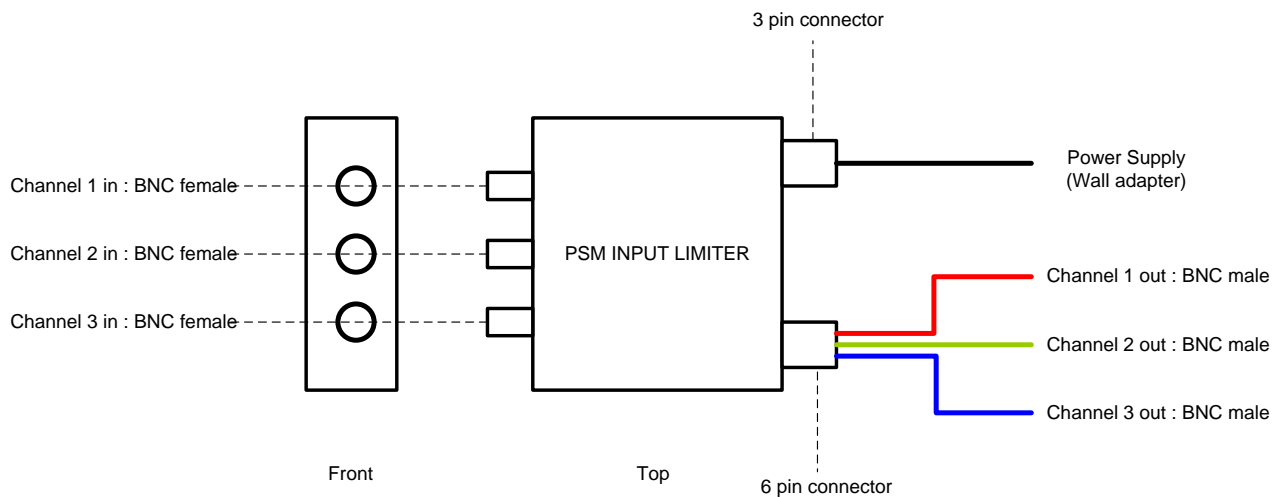 3 pin connector
Power Supply
(Wall adapter)
Channel 1 in : BNC female
Channel 2 in : BNC female
Channel 3 in : BNC female
PSM INPUT LIMITER
Channel 1 out : BNC male
Channel 2 out : BNC male
Channel 3 out : BNC male
Front
Top
6 pin connector